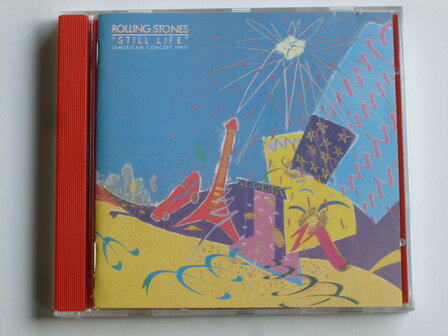 ROLLING STONES
"STILL LIFE"
(AMERICAN CONCERT 1981)